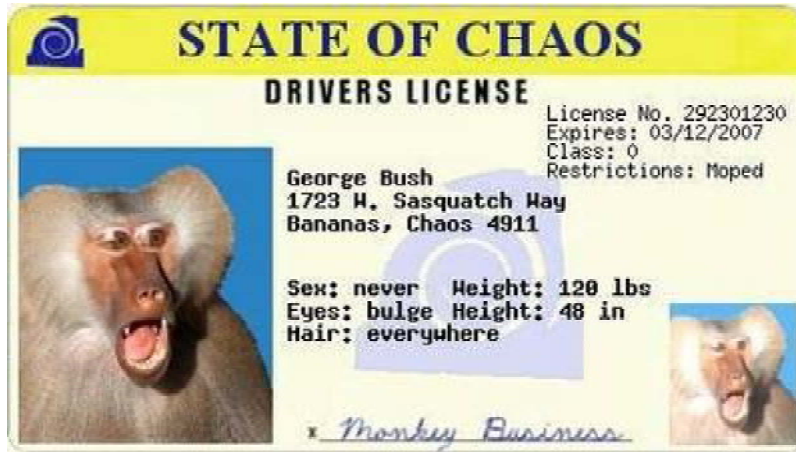 STATE OF CHAOS
DRIVERS LICENSE
License No. 292301230
Expires: 03/12/2007
Class: 0
Restrictions: Moped
George Bush
1723 W. Sasquatch Way
Bananas, Chaos 4911
Sex: never Weight: 120 lbs
Eyes: bulge Height: 48 in
Hair: everywhere
x Monkey Business